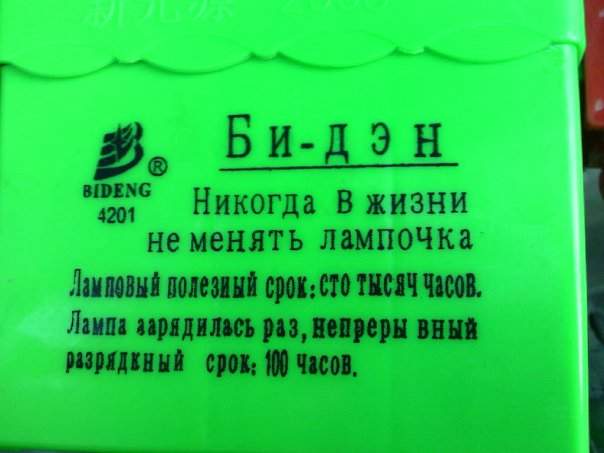 Би-дэн
®
BIDENG
4201
Никогда В жизни
не менять лампочка
Ламповый полезный срок: сто тысяч часов.
Лампа зарядилась раз, непреры вный
разрядкный срок: 100 часов.